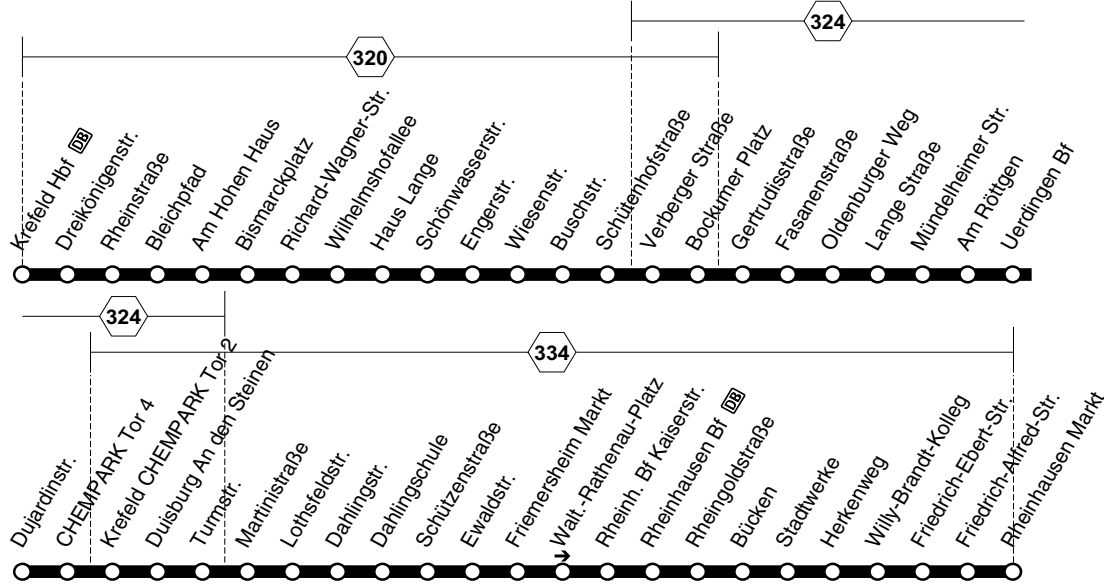 324
320
Krefeld Hbf DB
Dreikönigenstr.
Rheinstraße
Bleichpfad
Am Hohen Haus
Bismarckplatz
Richard-Wagner-Str.
Wilhelmshofallee
Haus Lange
Schönwasserstr.
Engerstr.
Wiesenstr.
Buschstr.
Schütenhofstraße
Verberger Straße
Bockumer Platz
Gertrudisstraße
Fasanenstraße
Oldenburger Weg
Lange Straße
Mündelheimer Str.
Am Röttgen
Uerdingen Bf
324
334
Dujardinstr.
CHEMPARK Tor 4
Krefeld CHEMPARK Tor 2
Duisburg An den Steinen
Turmstr.
Martinistraße
Lothsfeldstr.
Dahlingstr.
Dahlingschule
Schützenstraße
Ewaldstr.
Friemersheim Markt
Walt.-Rathenau-Platz
Rheinh. Bf Kaiserstr.
Rheinhausen Bf DB
Rheingoldstraße
Bücken
Stadtwerke
Herkenweg
Willy-Brandt-Kolleg
Friedrich-Ebert-Str.
Friedrich-Alfred-Str.
Rheinhausen Markt